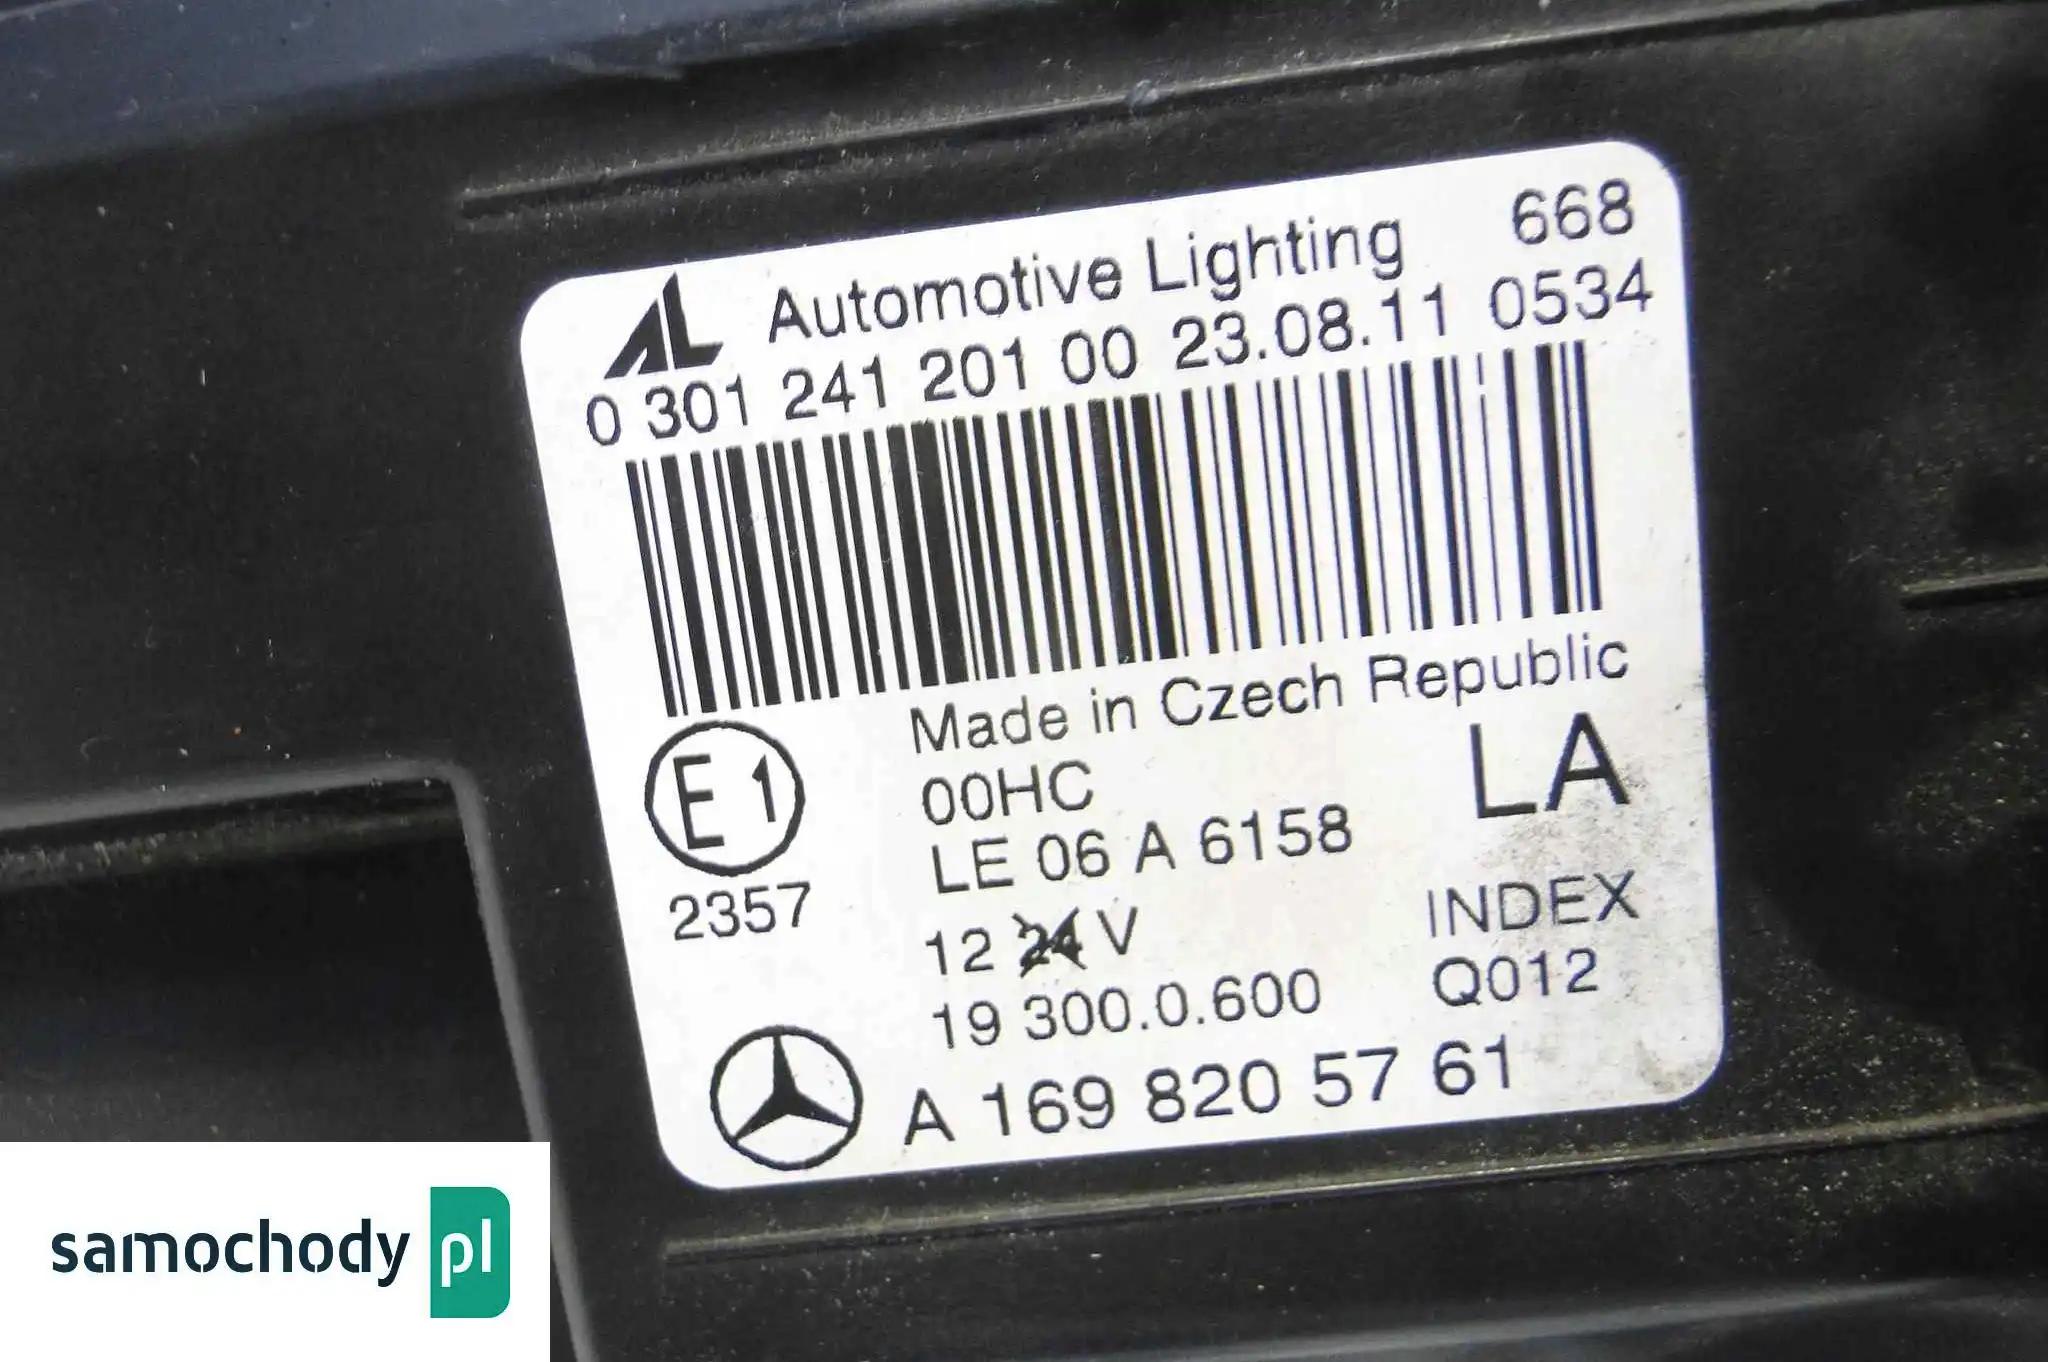 AL Automotive Lighting 668
0 301 241 201 00 23.08.11 0534
Made in Czech Republic
E1 00HC LA
LE 06 A 6158
2357 12 24 V INDEX
19 300.0.600 Q012
A 169 820 57 61
samochody pl